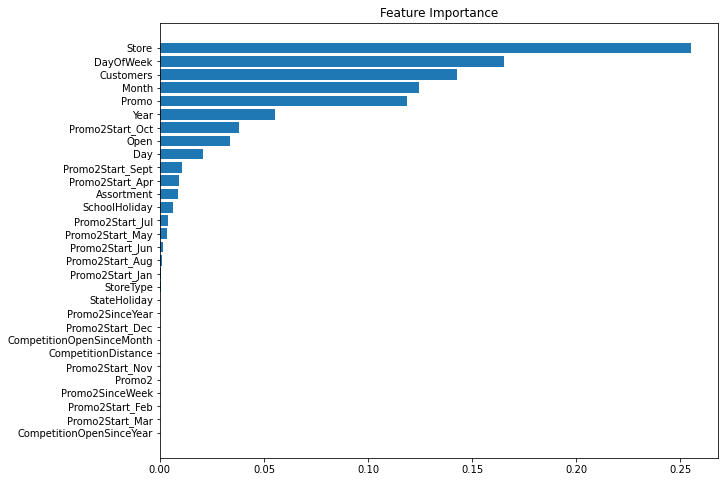 Feature Importance
Store
DayOfWeek
Customers
Month
Promo
Year
Promo2Start_Oct
Open
Day
Promo2Start_Sept
Promo2Start_Apr
Assortment
SchoolHoliday
Promo2Start_Jul
Promo2Start_May
Promo2Start_Jun
Promo2Start_Aug
Promo2Start_Jan
StoreType
StateHoliday
Promo2SinceYear
Promo2Start_Dec
CompetitionOpenSinceMonth
CompetitionDistance
Promo2Start_Nov
Promo2
Promo2SinceWeek
Promo2Start_Feb
Promo2Start_Mar
CompetitionOpenSinceYear
0.00 0.05 0.10 0.15 0.20 0.25